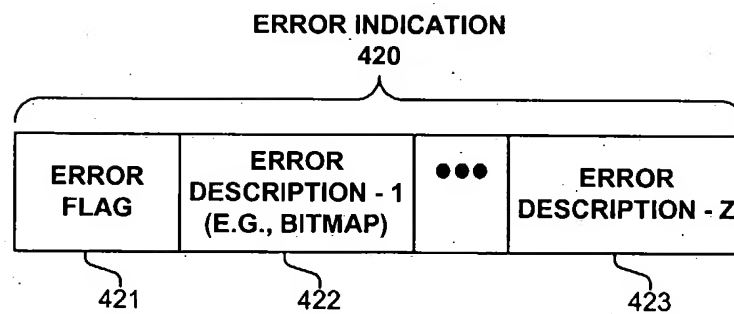 ERROR INDICATION
420
ERROR
FLAG
ERROR
DESCRIPTION - 1
(E.G., BITMAP)
●●●
ERROR
DESCRIPTION - Z
421
422
423